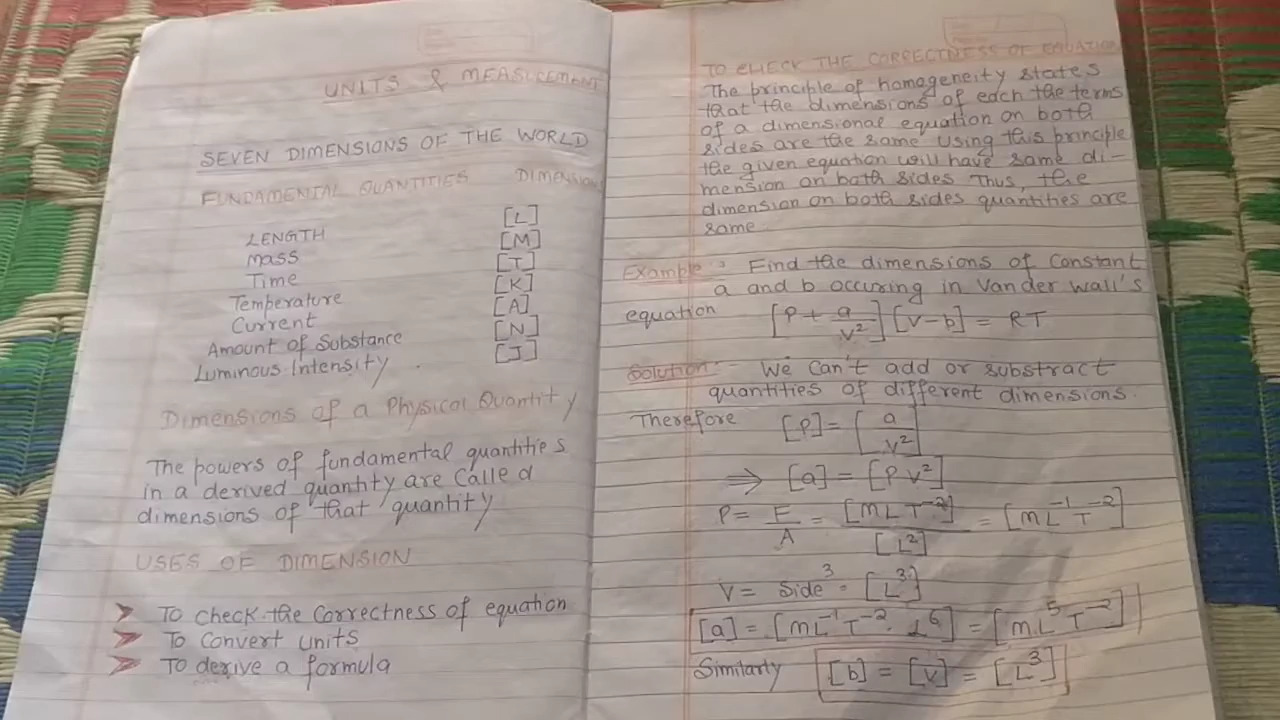 UNITS & MEASUREMENT
SEVEN DIMENSIONS OF THE WORLD
FUNDAMENTAL QUANTITIES DIMENSIONS
LENGTH [L]
Mass [M]
Time [T]
Temperature [K]
Current [A]
Amount of Substance [N]
Luminous Intensity [J]
Dimensions of a Physical Quantity
The powers of fundamental quantities
in a derived quantity are called
dimensions of that quantity
USES OF DIMENSION
➤ To check the correctness of equation
➤ To convert units
➤ To derive a formula
TO CHECK THE CORRECTNESS OF EQUATION
The principle of homogeneity states
that the dimensions of each the terms
of a dimensional equation on both
sides are the same using this principle
the given equation will have same di-
mension on both sides Thus, the
dimension on both sides quantities are
same.
Example :- Find the dimensions of constant
a and b occuring in vander wall's
equation [P + a/V²] [V-b] = RT
Solution :- We can't add or substract
quantities of different dimensions.
Therefore [P] = [a/V²]
⇒ [a] = [PV²]
P = F/A = [MLT⁻²]/[L²] = [ML⁻¹T⁻²]
V = Side³ = [L³]
[a] = [ML⁻¹T⁻². L⁶] = [ML⁵T⁻²]
Similarly [b] = [V] = [L³]